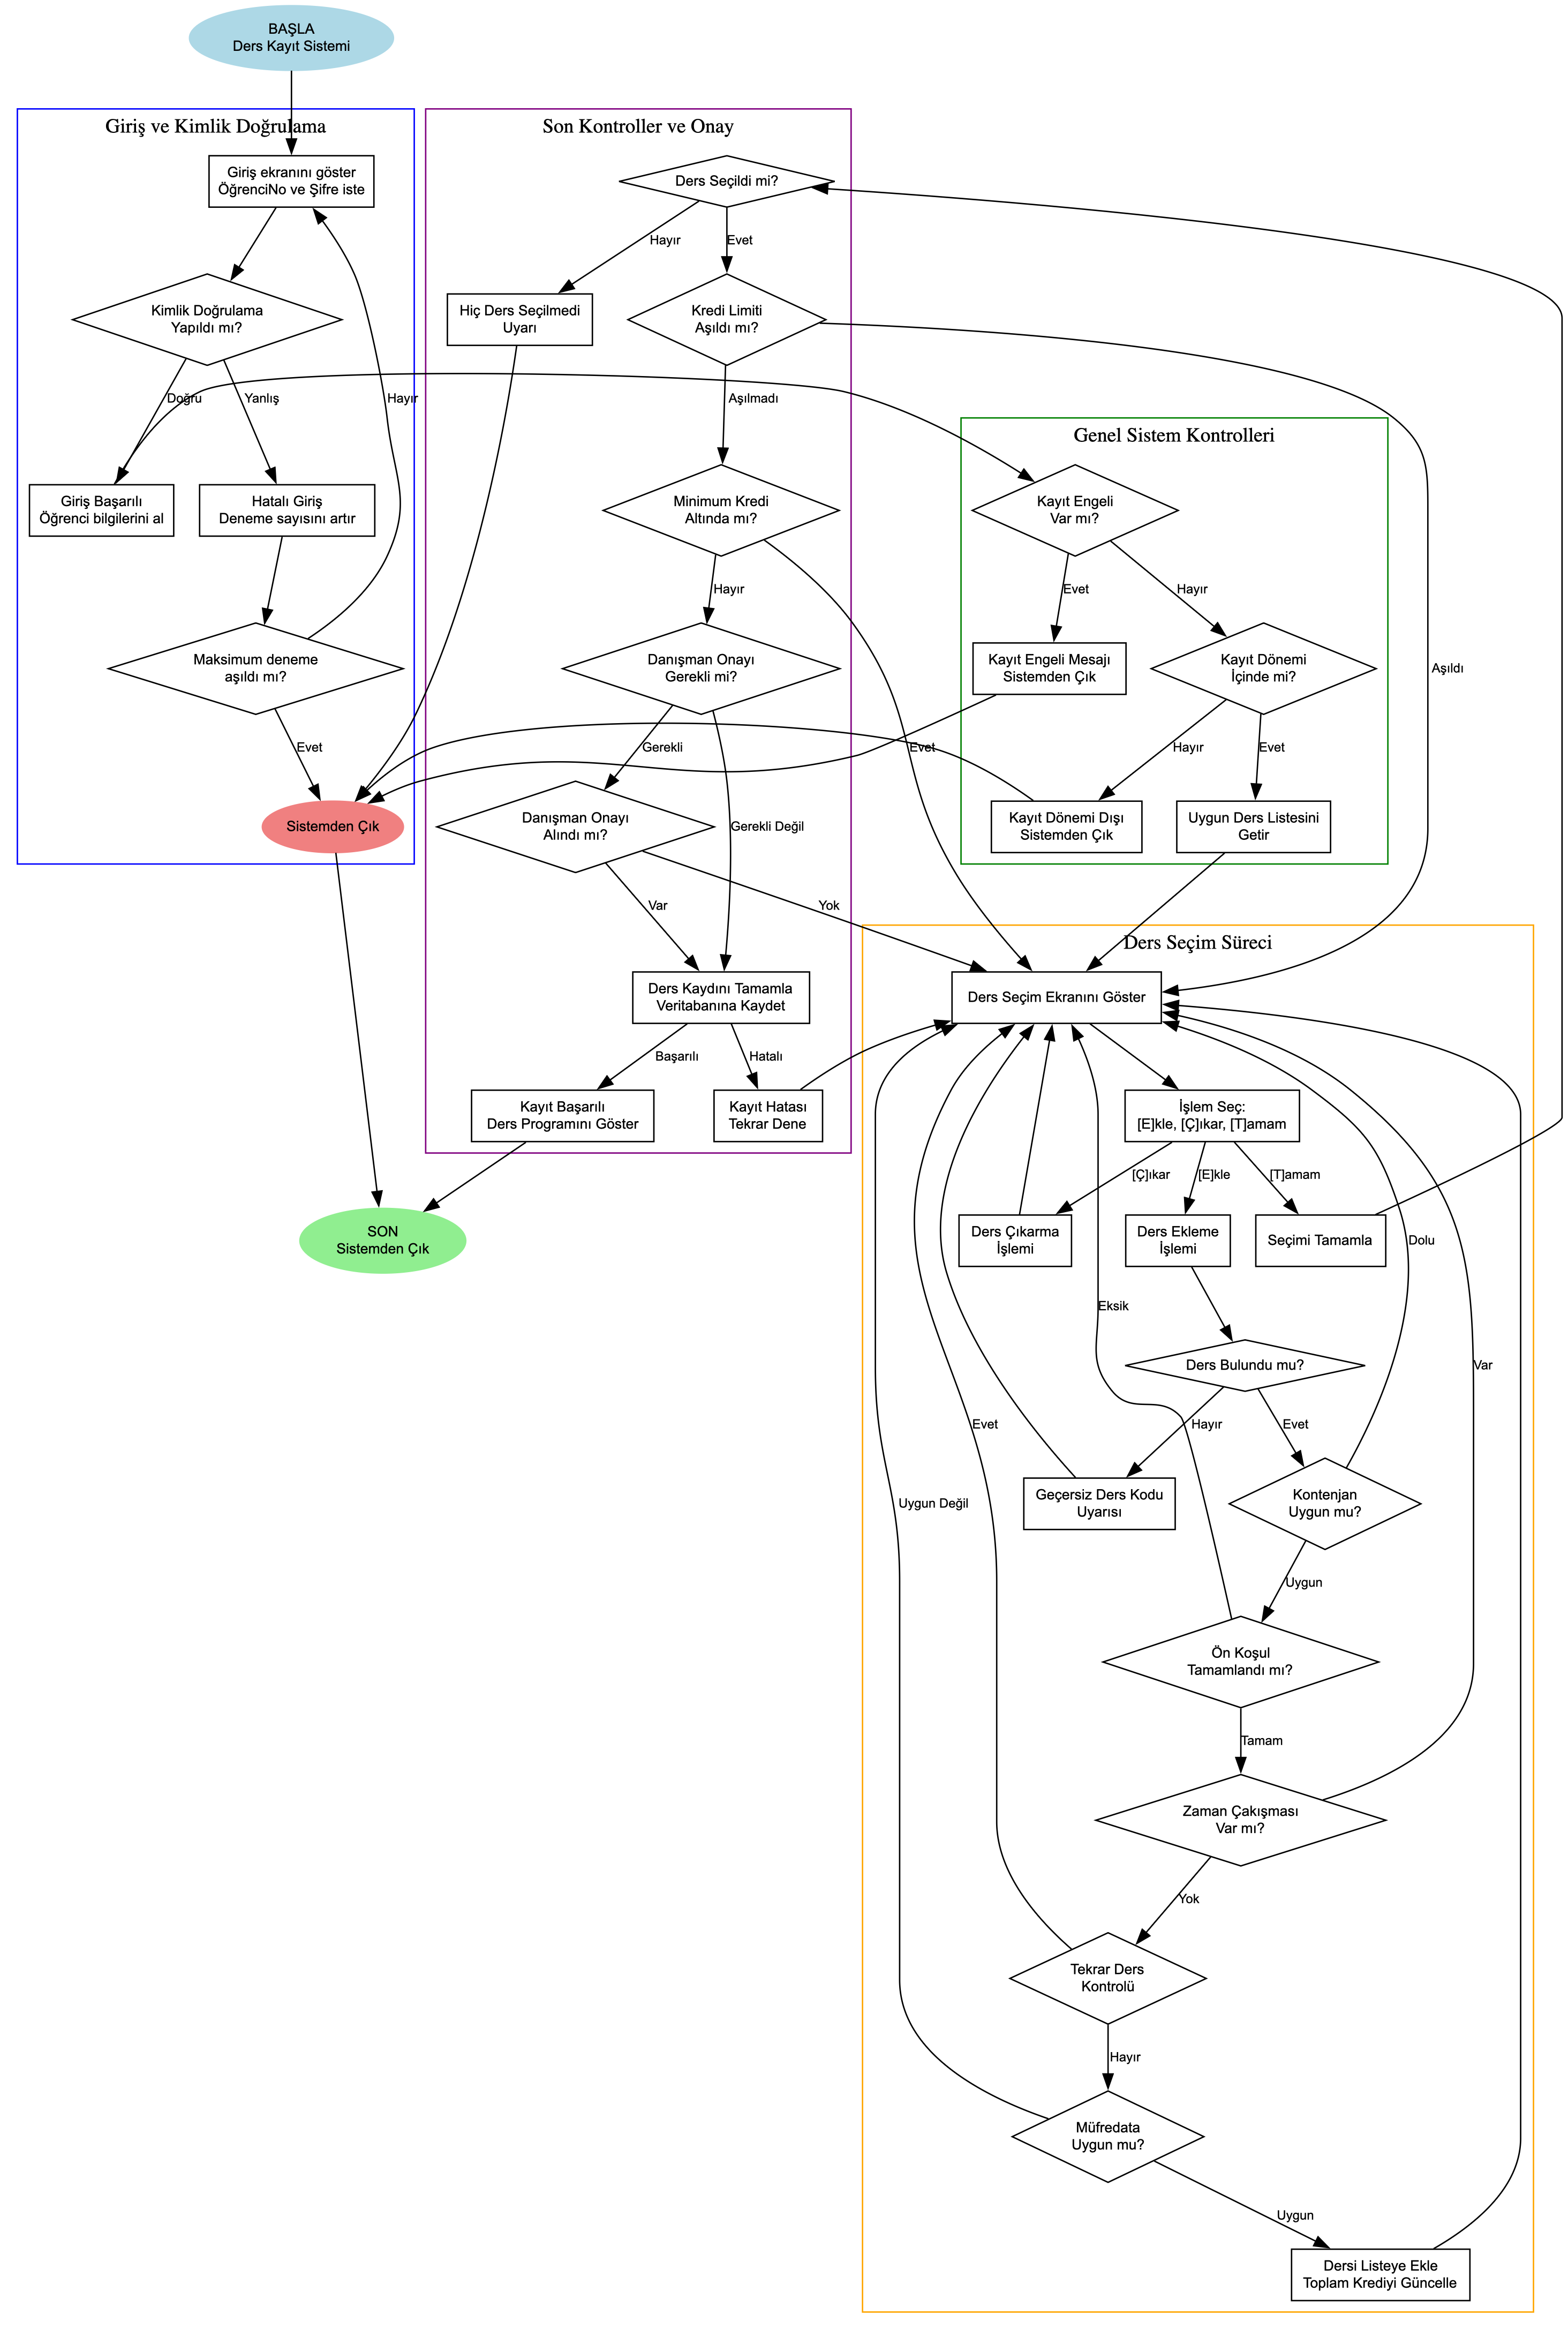 BAŞLA
Ders Kayıt Sistemi
Giriş ve Kimlik Doğrulama
Giriş ekranını göster
ÖğrenciNo ve Şifre iste
Kimlik Doğrulama
Yapıldı mı?
Doğru
Yanlış
Hayır
Giriş Başarılı
Öğrenci bilgilerini al
Hatalı Giriş
Deneme sayısını artır
Maksimum deneme
aşıldı mı?
Evet
Sistemden Çık
Son Kontroller ve Onay
Ders Seçildi mi?
Hayır
Evet
Hiç Ders Seçilmedi
Uyarı
Kredi Limiti
Aşıldı mı?
Aşılmadı
Aşıldı
Minimum Kredi
Altında mı?
Hayır
Evet
Danışman Onayı
Gerekli mi?
Gerekli
Gerekli Değil
Danışman Onayı
Alındı mı?
Var
Yok
Ders Kaydını Tamamla
Veritabanına Kaydet
Başarılı
Hatalı
Kayıt Başarılı
Ders Programını Göster
Kayıt Hatası
Tekrar Dene
SON
Sistemden Çık
Genel Sistem Kontrolleri
Kayıt Engeli
Var mı?
Evet
Hayır
Kayıt Engeli Mesajı
Sistemden Çık
Kayıt Dönemi
İçinde mi?
Hayır
Evet
Kayıt Dönemi Dışı
Sistemden Çık
Uygun Ders Listesini
Getir
Ders Seçim Süreci
Ders Seçim Ekranını Göster
İşlem Seç:
[E]kle, [Ç]ıkar, [T]amam
[Ç]ıkar
[E]kle
[T]amam
Ders Çıkarma
İşlemi
Ders Ekleme
İşlemi
Seçimi Tamamla
Dolu
Eksik
Ders Bulundu mu?
Var
Hayır
Evet
Evet
Geçersiz Ders Kodu
Uyarısı
Kontenjan
Uygun mu?
Uygun Değil
Uygun
Ön Koşul
Tamamlandı mı?
Tamam
Zaman Çakışması
Var mı?
Yok
Tekrar Ders
Kontrolü
Hayır
Müfredata
Uygun mu?
Uygun
Dersi Listeye Ekle
Toplam Krediyi Güncelle